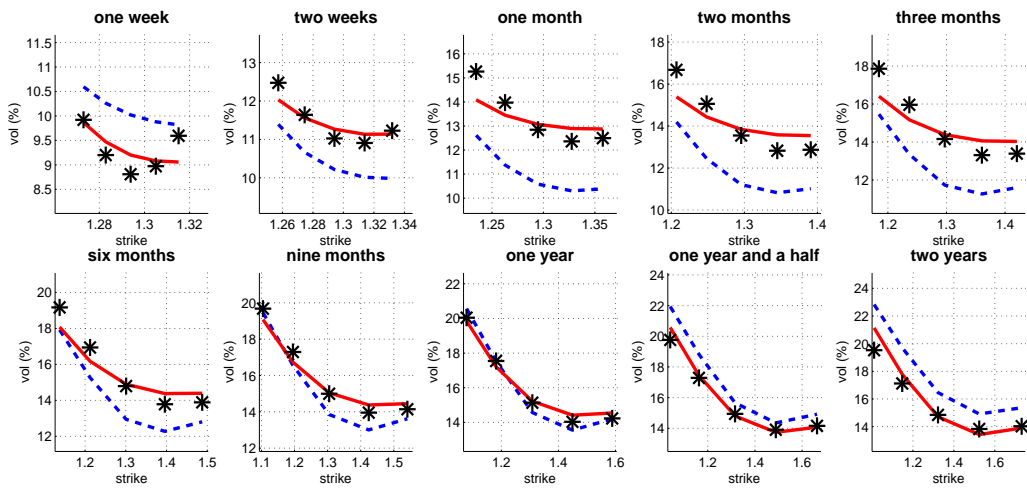 one week
11.5
11
10.5
10
9.5
9
8.5
vol (%)
1.28 1.3 1.32
strike
two weeks
13
12
11
10
vol (%)
1.26 1.28 1.3 1.32 1.34
strike
one month
16
15
14
13
12
11
10
vol (%)
1.25 1.3 1.35
strike
two months
18
16
14
12
10
vol (%)
1.2 1.3 1.4
strike
three months
18
16
14
12
vol (%)
1.2 1.3 1.4
strike
six months
20
18
16
14
12
vol (%)
1.2 1.3 1.4 1.5
strike
nine months
20
18
16
14
12
vol (%)
1.1 1.2 1.3 1.4 1.5
strike
one year
22
20
18
16
14
vol (%)
1.2 1.4 1.6
strike
one year and a half
24
22
20
18
16
14
vol (%)
1.2 1.4 1.6
strike
two years
24
22
20
18
16
14
vol (%)
1.2 1.4 1.6
strike